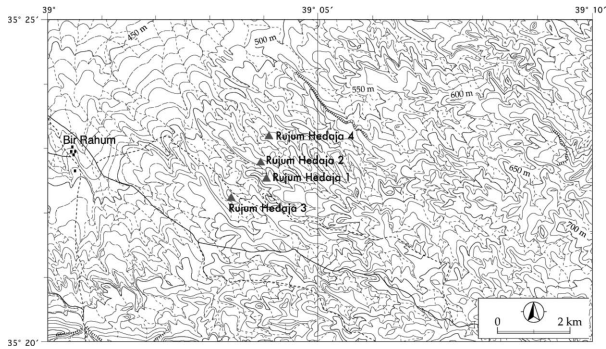 39°
39° 05'
39° 10'
35° 25'
450 m
500 m
550 m
600 m
Rujum Hedaja 4
Bir Rahum
Rujum Hedaja 2
Rujum Hedaja 1
650 m
Rujum Hedaja 3
700 m
N
0 2 km
35° 20'